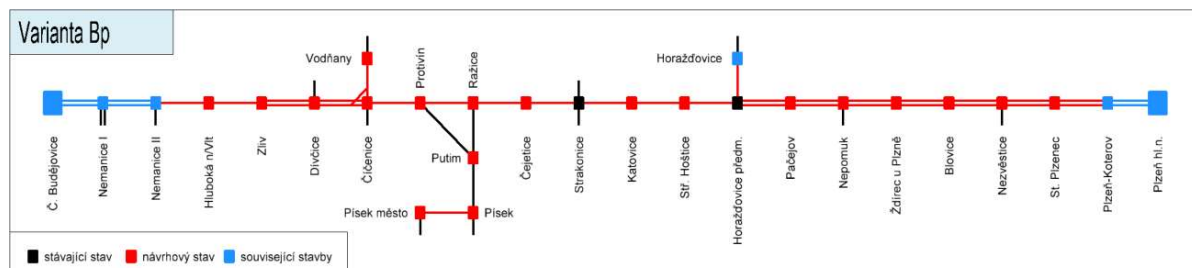 Varianta Bp
Vodňany
Protivín
Ražice
Horažďovice
Č. Budějovice
Nemanice I
Nemanice II
Hluboká n/Vlt
Zliv
Divčice
Číčenice
Putim
Čejetice
Strakonice
Katovice
Stř. Hoštice
Horažďovice předm.
Pačejov
Nepomuk
Ždírec u Plzně
Blovice
Nezvěstice
St. Plzenec
Plzeň-Koterov
Plzeň hl.n.
Písek město
Písek
stávající stav
návrhový stav
související stavby